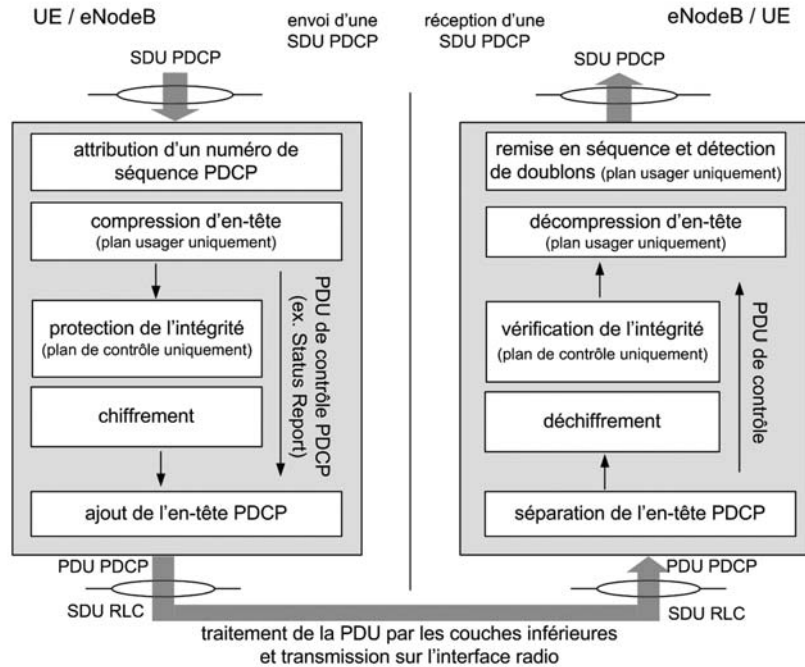 UE / eNodeB
envoi d'une
SDU PDCP
réception d'une
SDU PDCP
eNodeB / UE
SDU PDCP
attribution d'un numéro de
séquence PDCP
compression d'en-tête
(plan usager uniquement)
protection de l'intégrité
(plan de contrôle uniquement)
chiffrement
PDU de contrôle PDCP
(ex. Status Report)
ajout de l'en-tête PDCP
PDU PDCP
SDU RLC
SDU PDCP
remise en séquence et détection
de doublons (plan usager uniquement)
décompression d'en-tête
(plan usager uniquement)
vérification de l'intégrité
(plan de contrôle uniquement)
déchiffrement
PDU de contrôle
séparation de l'en-tête PDCP
PDU PDCP
SDU RLC
traitement de la PDU par les couches inférieures
et transmission sur l'interface radio